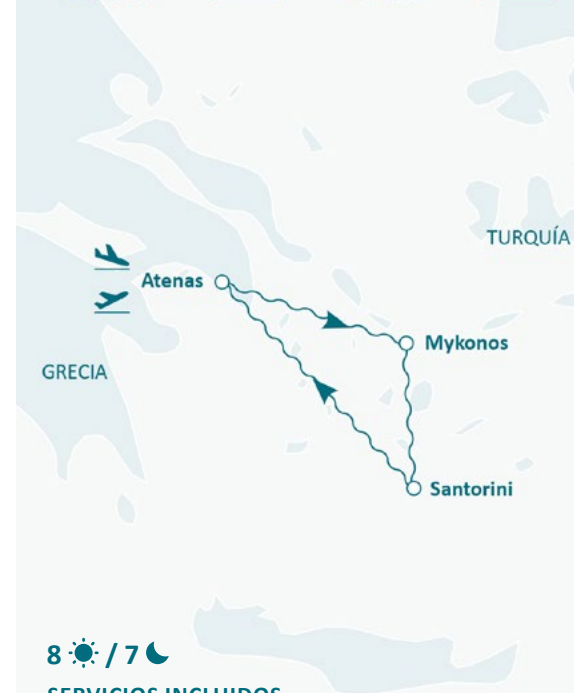 TURQUÍA
Atenas
Mykonos
GRECIA
Santorini
8 / 7
SERVICIOS INCLUIDOS